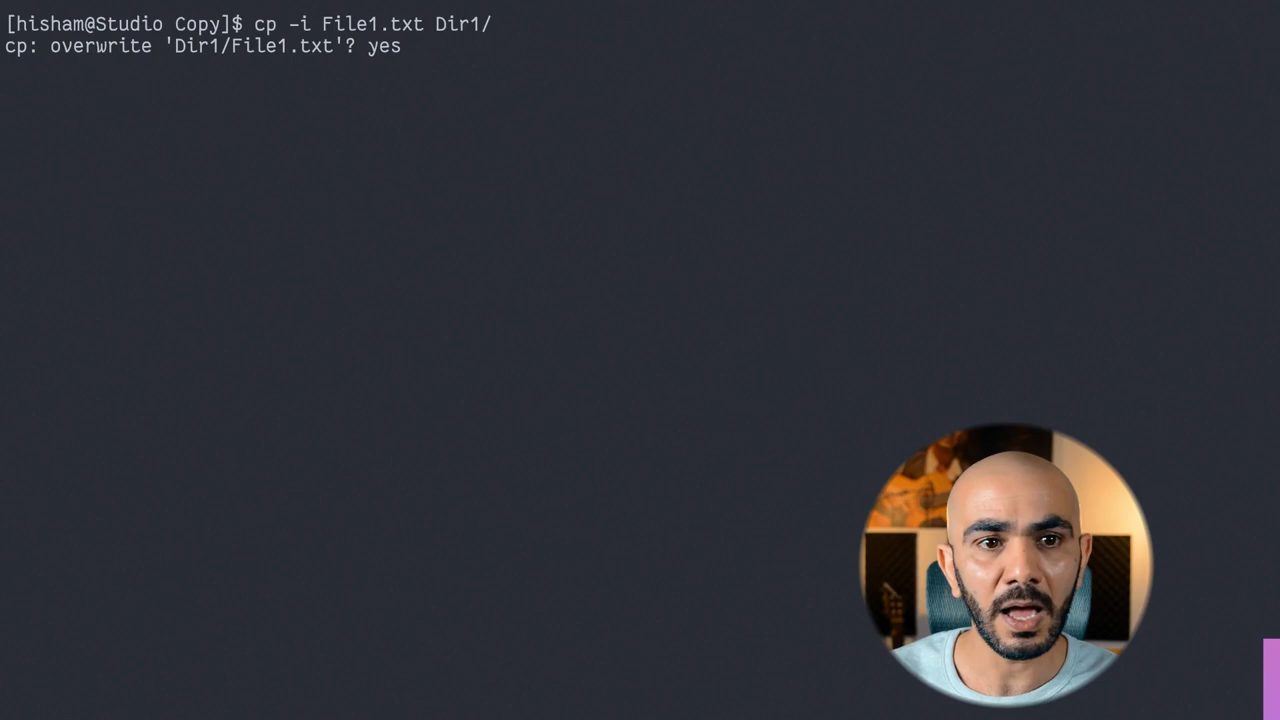 [hisham@Studio Copy]$ cp -i File1.txt Dir1/
cp: overwrite 'Dir1/File1.txt'? yes